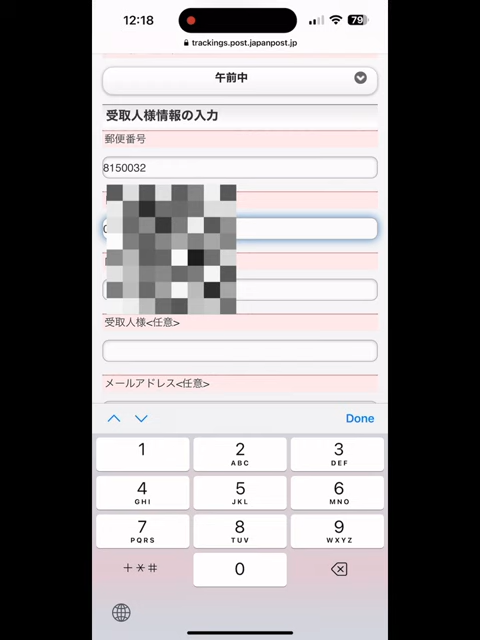 12:18
79
trackings.post.japanpost.jp
午前中
受取人様情報の入力
郵便番号
8150032
受取人様<任意>
メールアドレス<任意>
Done
1
2
ABC
3
DEF
4
GHI
5
JKL
6
MNO
7
PQRS
8
TUV
9
WXYZ
+*#
0